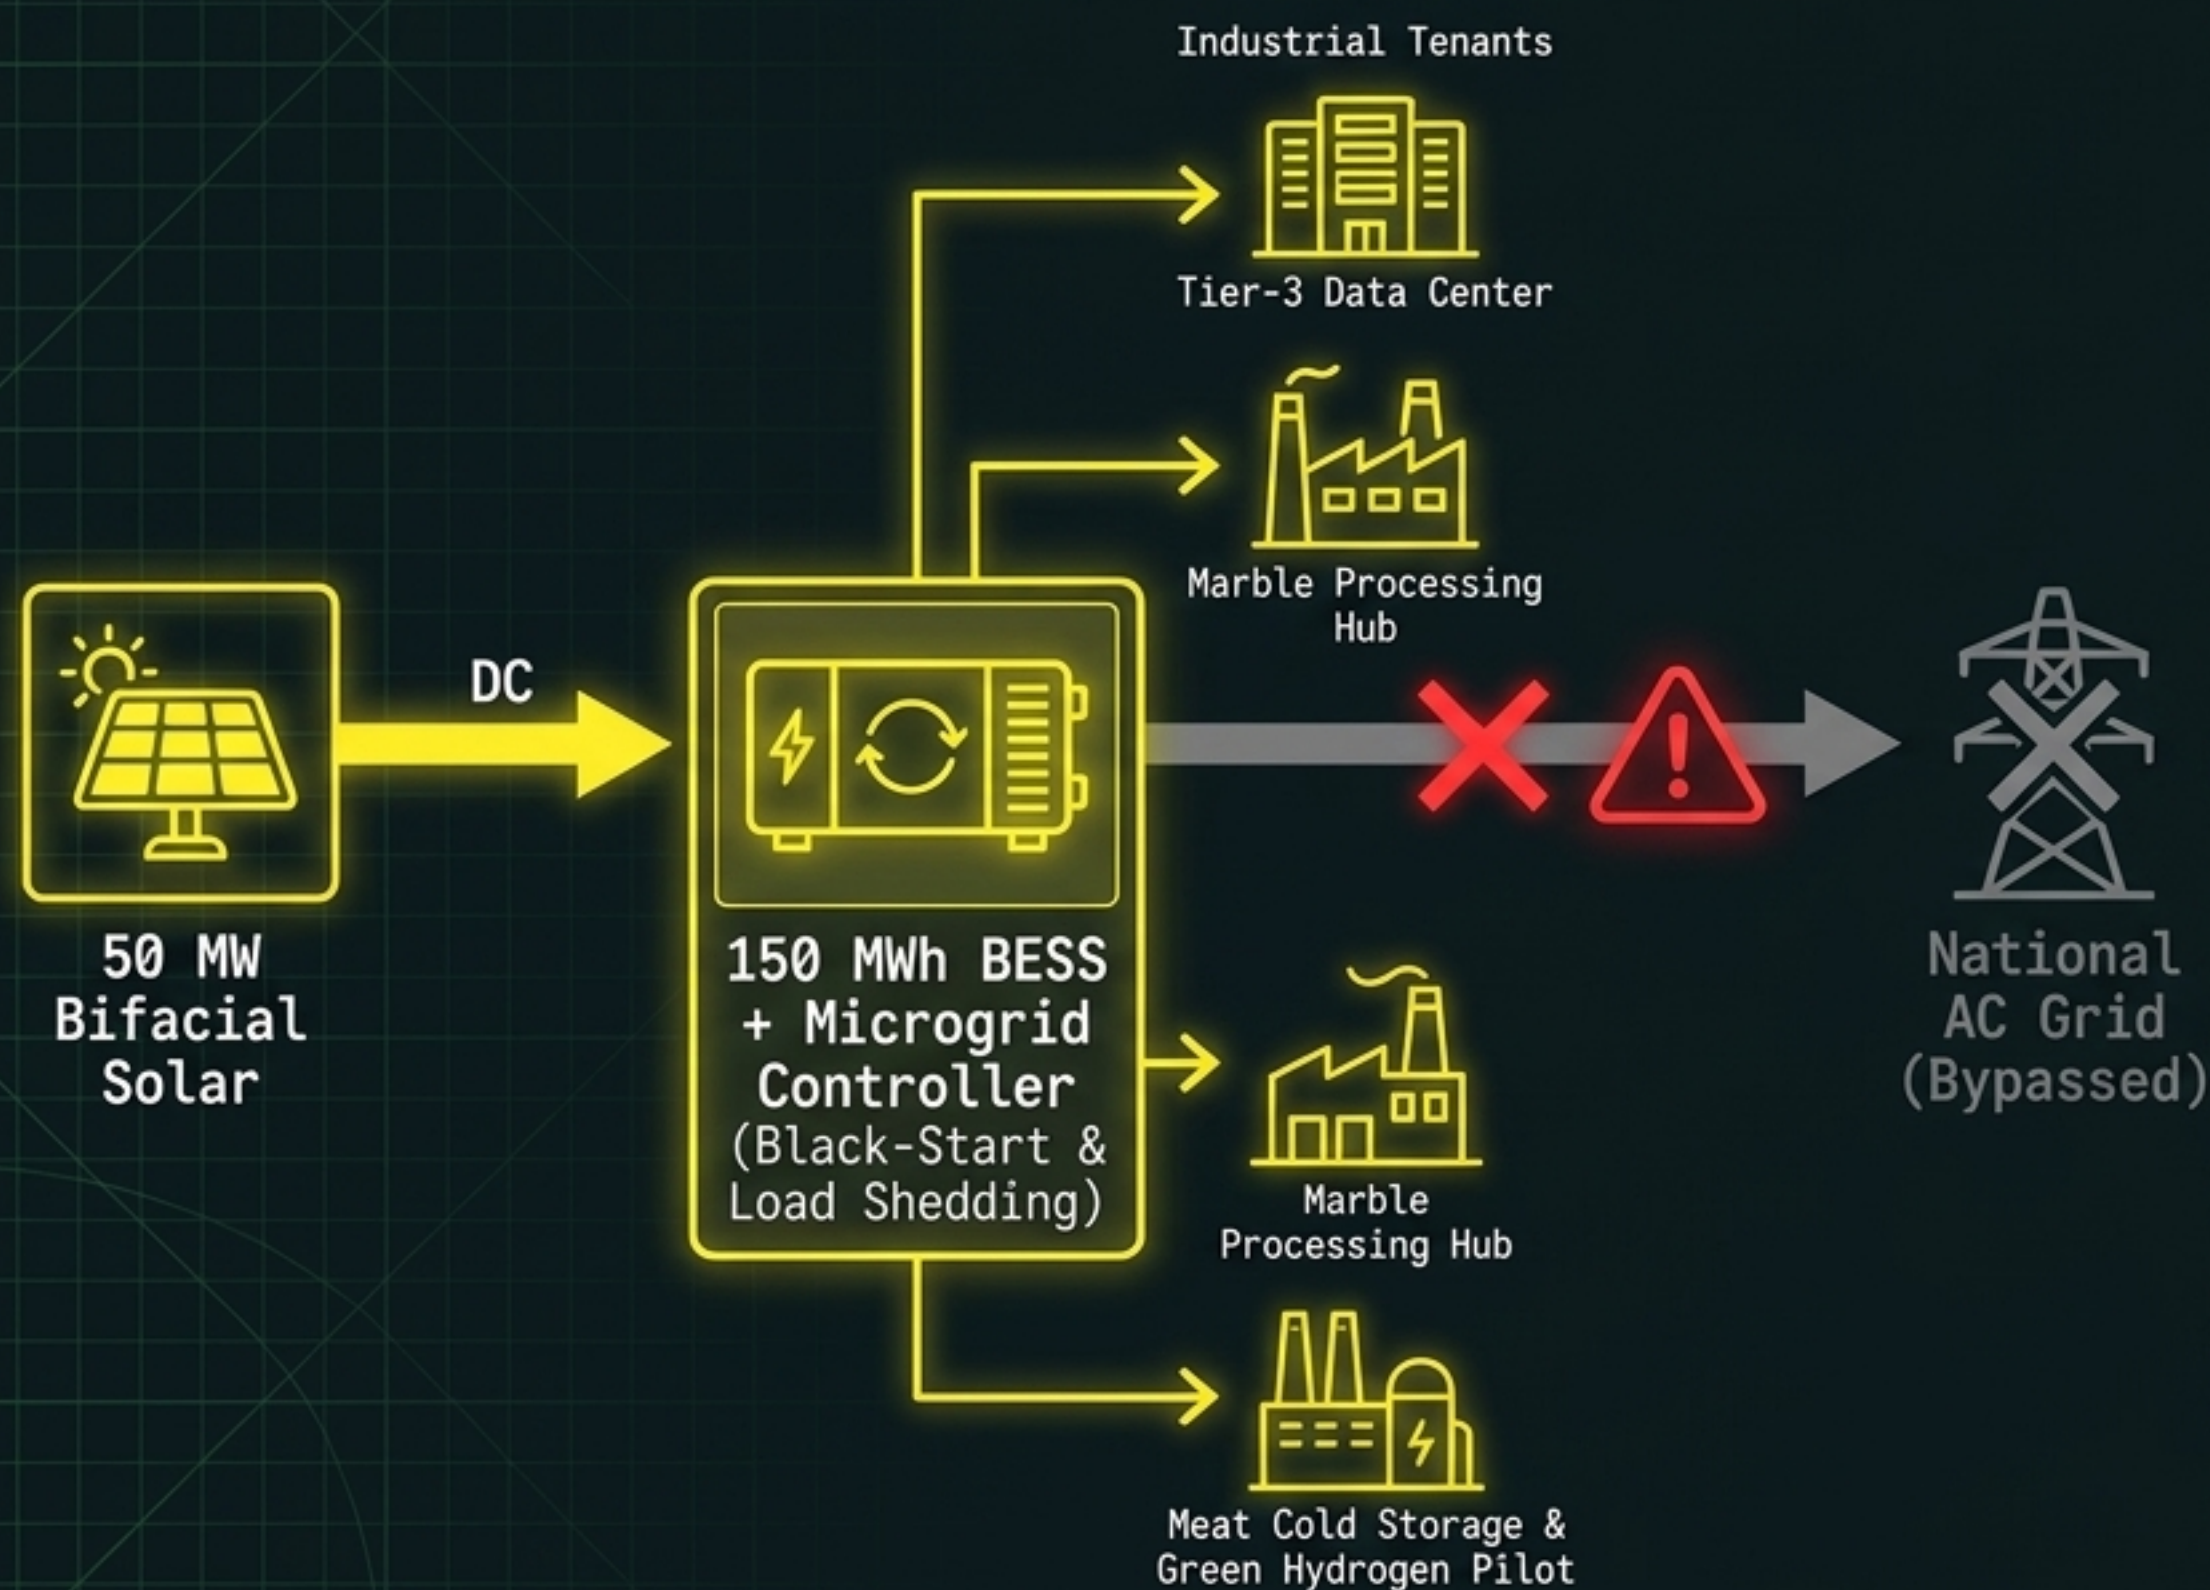 Industrial Tenants
Tier-3 Data Center
Marble Processing
Hub
DC
50 MW
Bifacial
Solar
150 MWh BESS
+ Microgrid
Controller
(Black-Start &
Load Shedding)
National
AC Grid
(Bypassed)
Marble
Processing Hub
Meat Cold Storage &
Green Hydrogen Pilot